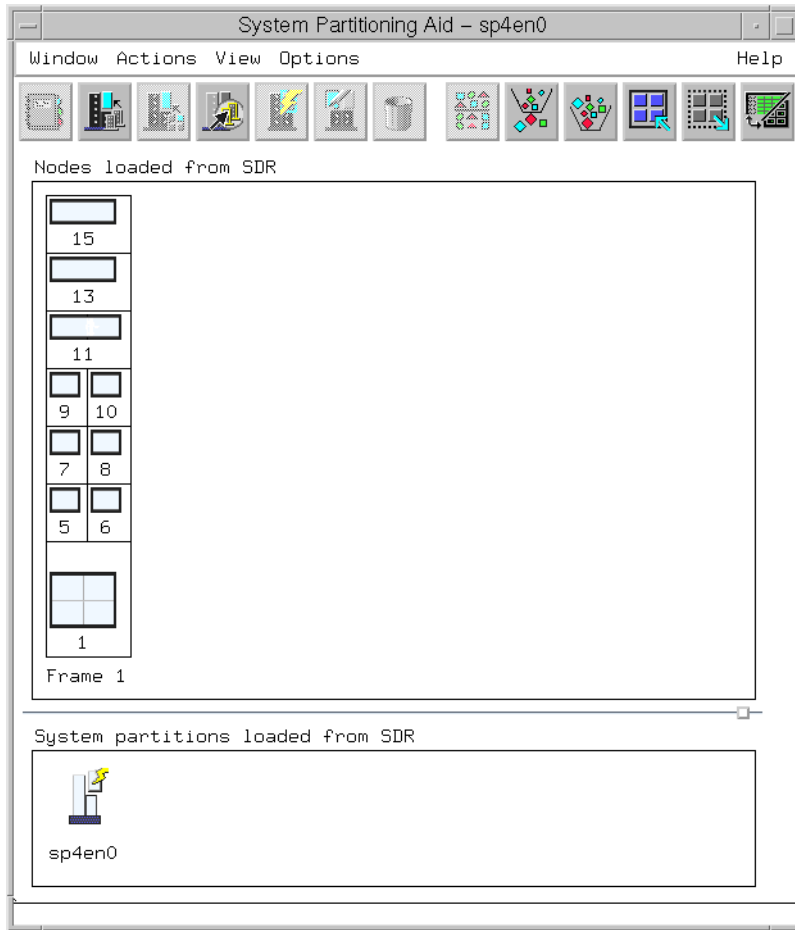 System Partitioning Aid – sp4en0
Window Actions View Options Help
Nodes loaded from SDR
15
13
11
9 10
7 8
5 6
1
Frame 1
System partitions loaded from SDR
sp4en0